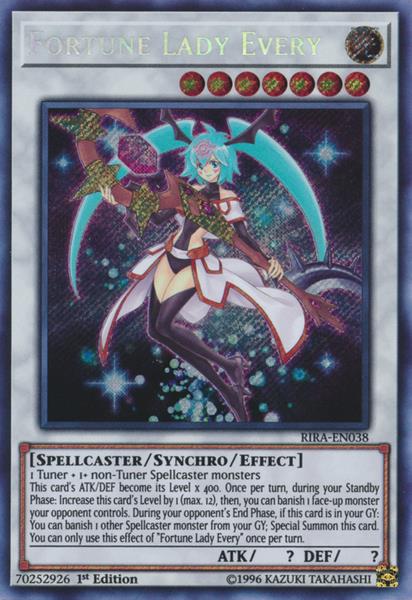 Fortune Lady Every
RIRA-EN038
[Spellcaster/Synchro/Effect]
1 Tuner + 1+ non-Tuner Spellcaster monsters
This card's ATK/DEF become its Level x 400. Once per turn, during your Standby
Phase: Increase this card's Level by 1 (max. 12), then, you can banish 1 face-up monster
your opponent controls. During your opponent's End Phase, if this card is in your GY:
You can banish 1 other Spellcaster monster from your GY; Special Summon this card.
You can only use this effect of "Fortune Lady Every" once per turn.
ATK/ ? DEF/ ?
70252926 1st Edition ©1996 KAZUKI TAKAHASHI